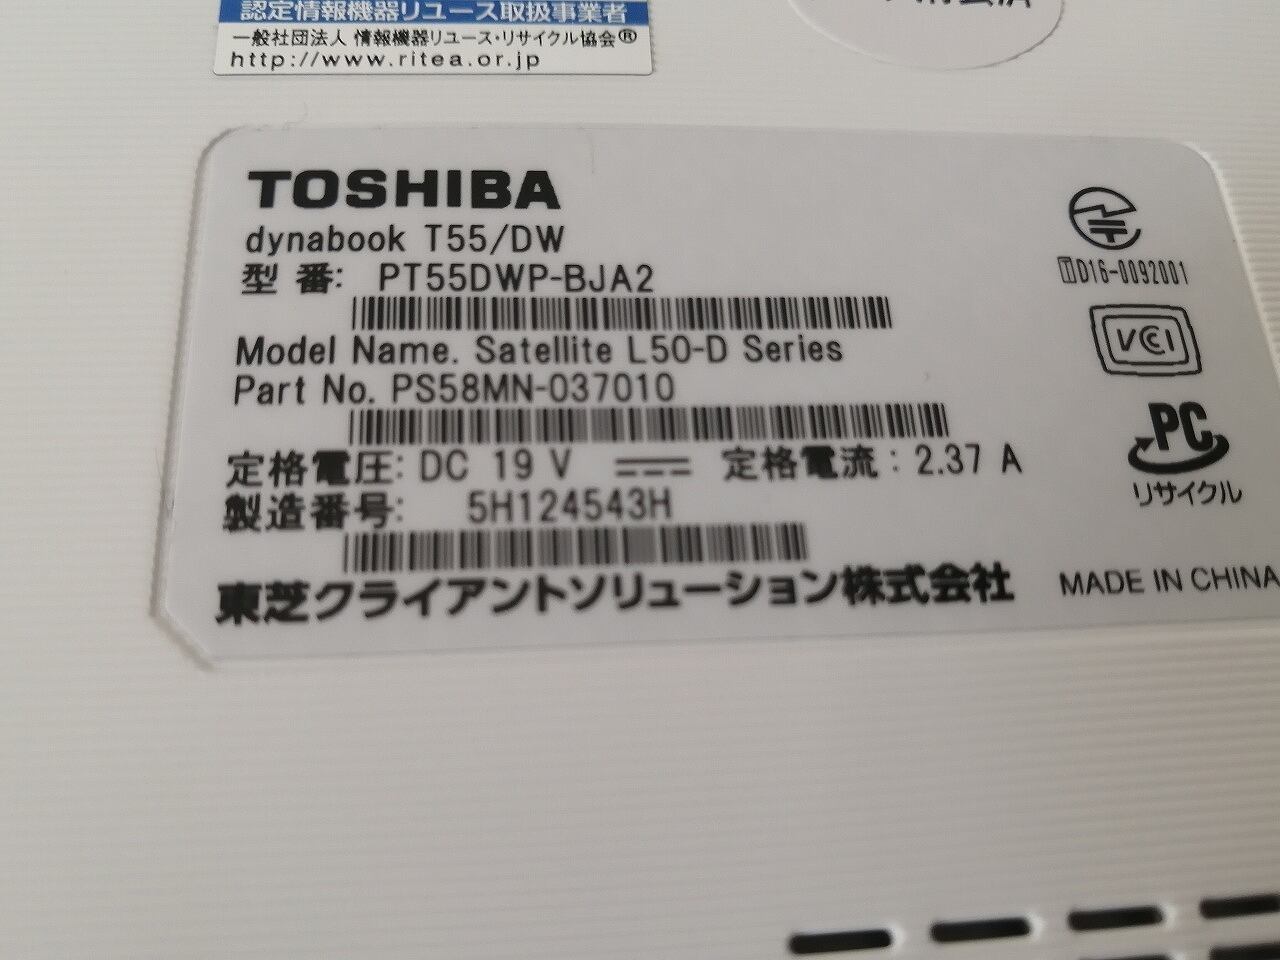 認定情報機器リユース取扱事業者
一般社団法人 情報機器リユース・リサイクル協会®
http://www.ritea.or.jp
TOSHIBA
dynabook T55/DW
型 番: PT55DWP-BJA2
Model Name. Satellite L50-D Series
Part No. PS58MN-037010
定格電圧: DC 19 V 定格電流: 2.37 A
製造番号: 5H124543H
東芝クライアントソリューション株式会社
T D16-0092001
VCI
PC
リサイクル
MADE IN CHINA